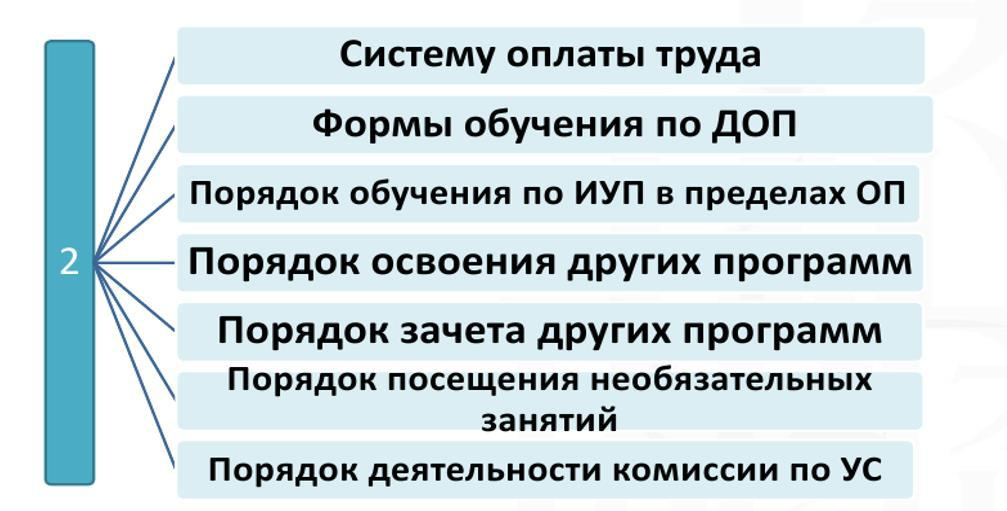 2
Систему оплаты труда
Формы обучения по ДОП
Порядок обучения по ИУП в пределах ОП
Порядок освоения других программ
Порядок зачета других программ
Порядок посещения необязательных
занятий
Порядок деятельности комиссии по УС